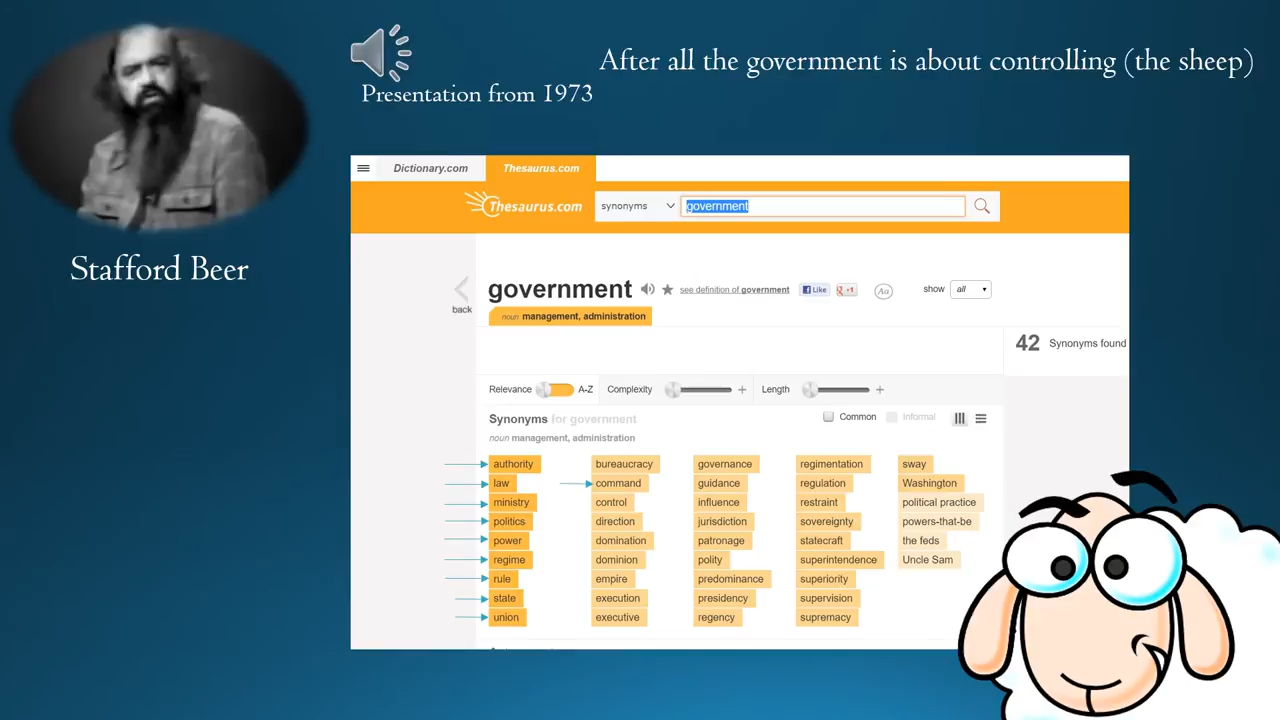 After all the government is about controlling (the sheep)
Presentation from 1973
Stafford Beer
Dictionary.com Thesaurus.com
Thesaurus.com synonyms government
government see definition of government Like +1 Aa show all
back
noun management, administration
42 Synonyms found
Relevance A-Z Complexity + Length +
Synonyms for government Common Informal
noun management, administration
authority bureaucracy governance regimentation sway
law command guidance regulation Washington
ministry control influence restraint political practice
politics direction jurisdiction sovereignty powers-that-be
power domination patronage statecraft the feds
regime dominion polity superintendence Uncle Sam
rule empire predominance superiority
state execution presidency supervision
union executive regency supremacy